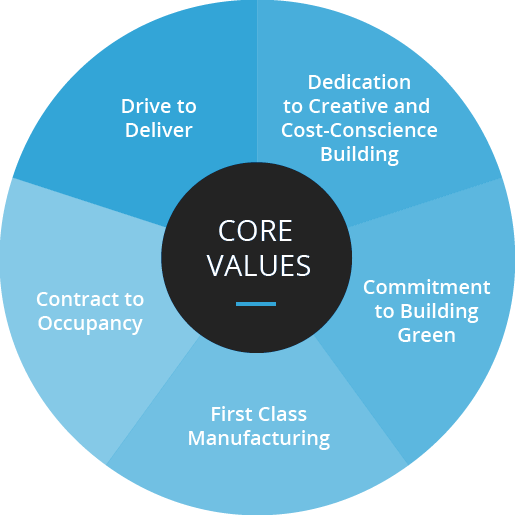 CORE
VALUES
Dedication
to Creative and
Cost-Conscience
Building
Commitment
to Building
Green
First Class
Manufacturing
Contract to
Occupancy
Drive to
Deliver